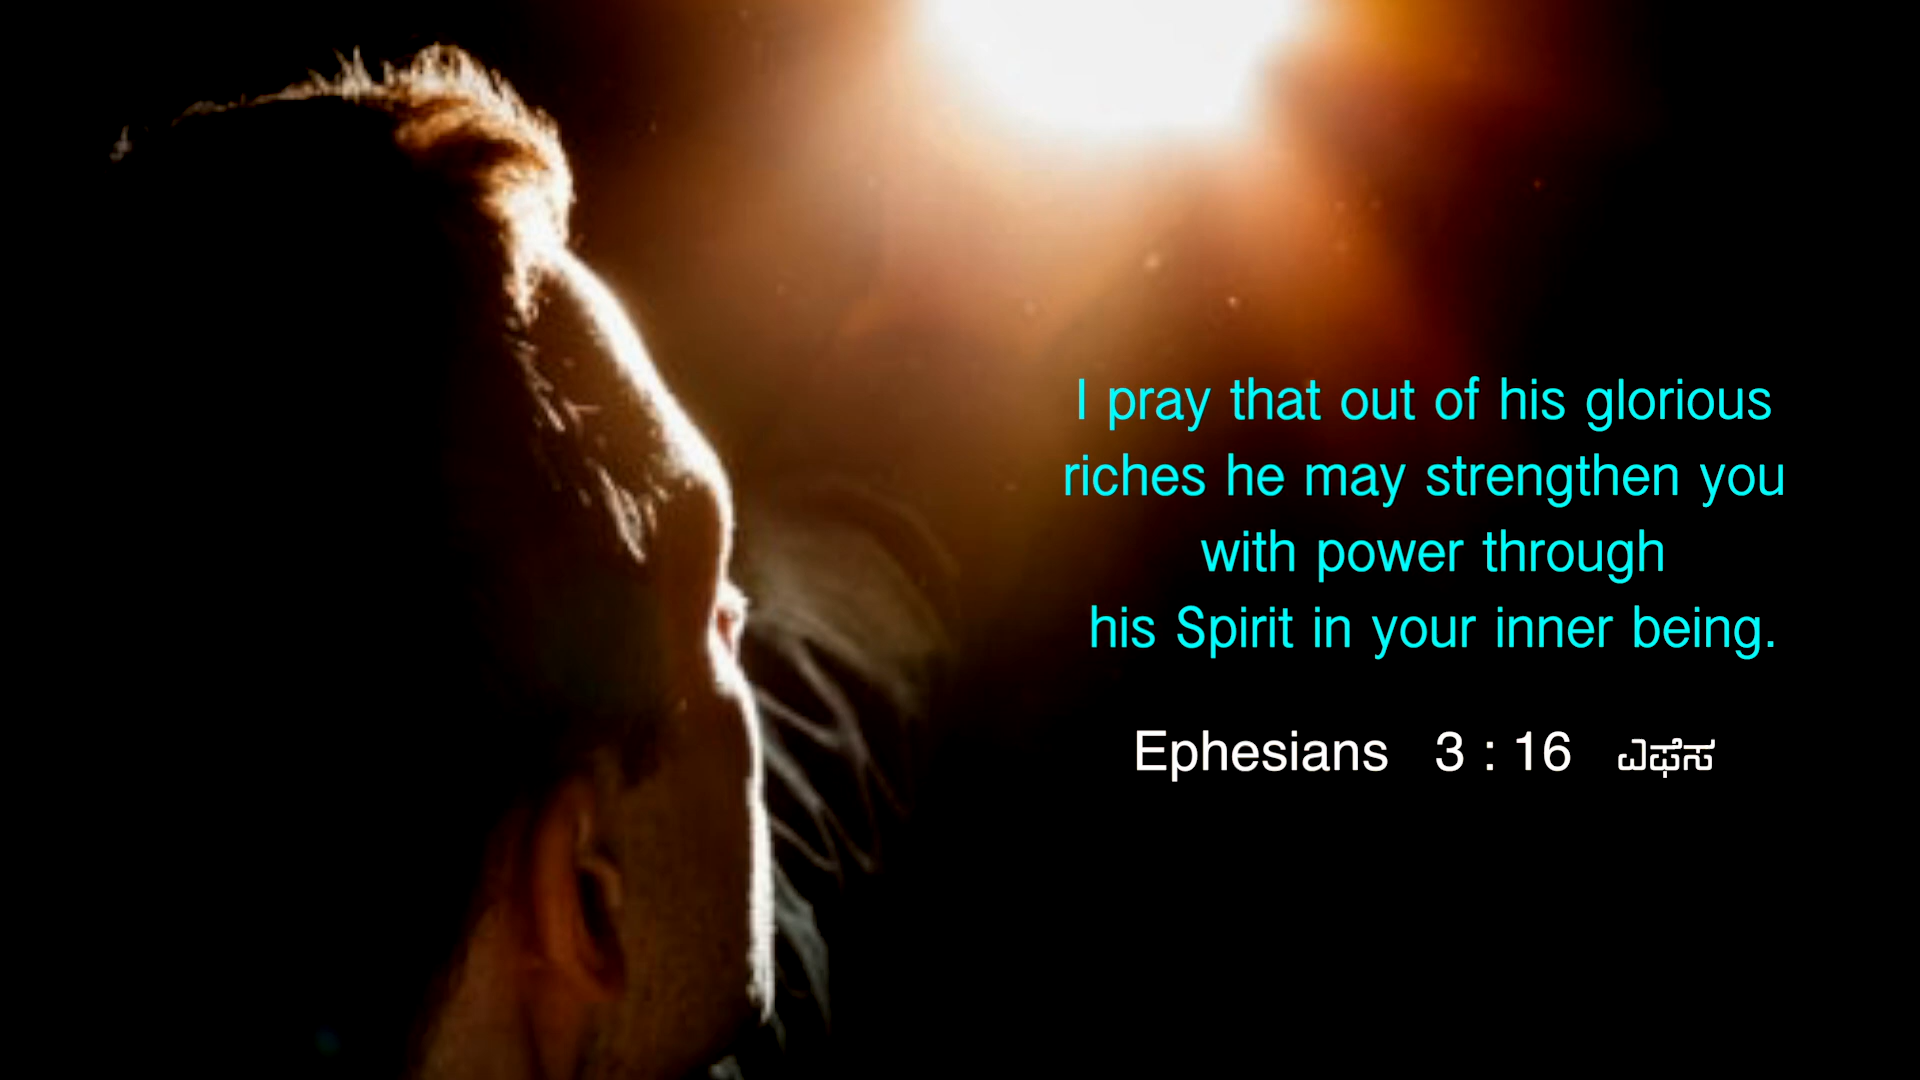 I pray that out of his glorious
riches he may strengthen you
with power through
his Spirit in your inner being.
Ephesians 3 : 16 ಎಫೆಸ